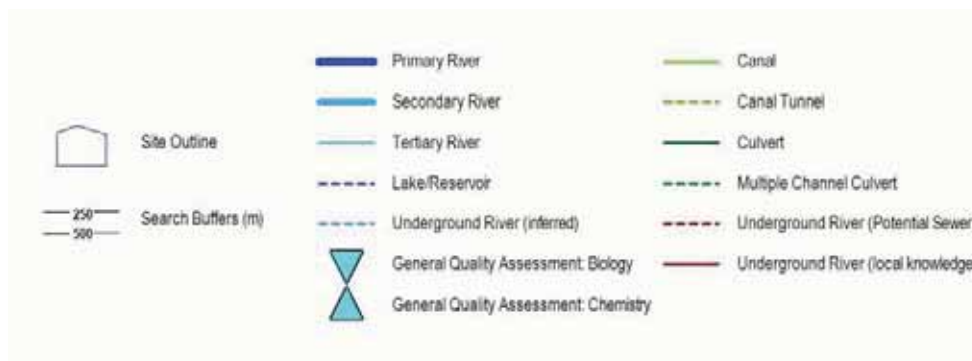 Site Outline
250
500
Search Buffers (m)
Primary River
Secondary River
Tertiary River
Lake/Reservoir
Underground River (inferred)
General Quality Assessment: Biology
General Quality Assessment: Chemistry
Canal
Canal Tunnel
Culvert
Multiple Channel Culvert
Underground River (Potential Sewer
Underground River (local knowledge